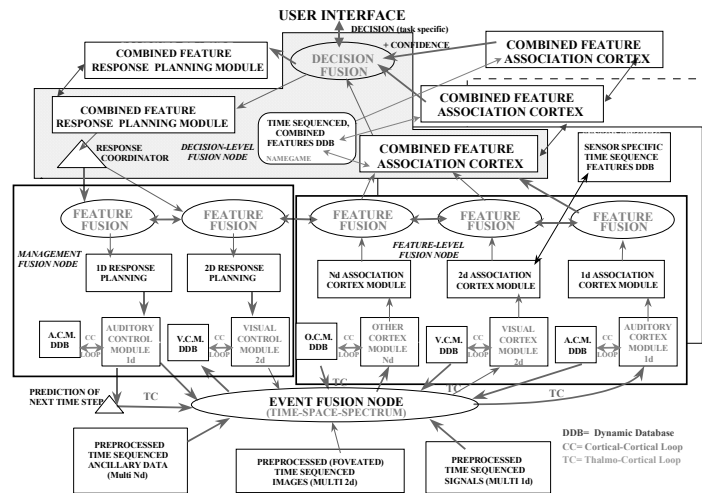 USER INTERFACE
DECISION (task specific)
+ CONFIDENCE
COMBINED FEATURE
RESPONSE PLANNING MODULE
DECISION
FUSION
COMBINED FEATURE
ASSOCIATION CORTEX
COMBINED FEATURE
RESPONSE PLANNING MODULE
COMBINED FEATURE
ASSOCIATION CORTEX
TIME SEQUENCED,
COMBINED
FEATURES DDB
NAMEGAME
RESPONSE
COORDINATOR
DECISION-LEVEL
FUSION NODE
COMBINED FEATURE
ASSOCIATION CORTEX
SENSOR SPECIFIC
TIME SEQUENCE
FEATURES DDB
FEATURE
FUSION
FEATURE
FUSION
FEATURE
FUSION
FEATURE
FUSION
FEATURE
FUSION
MANAGEMENT
FUSION NODE
FEATURE-LEVEL
FUSION NODE
1D RESPONSE
PLANNING
2D RESPONSE
PLANNING
Nd ASSOCIATION
CORTEX MODULE
2d ASSOCIATION
CORTEX MODULE
1d ASSOCIATION
CORTEX MODULE
A.C.M.
DDB
CC
LOOP
AUDITORY
CONTROL
MODULE
1d
V.C.M.
DDB
CC
LOOP
VISUAL
CONTROL
MODULE
2d
O.C.M.
DDB
CC
LOOP
OTHER
CORTEX
MODULE
Nd
V.C.M.
DDB
CC
LOOP
VISUAL
CORTEX
MODULE
2d
A.C.M.
DDB
CC
LOOP
AUDITORY
CORTEX
MODULE
1d
PREDICTION OF
NEXT TIME STEP
TC
TC
TC
TC
EVENT FUSION NODE
(TIME-SPACE-SPECTRUM)
PREPROCESSED
TIME SEQUENCED
ANCILLARY DATA
(Multi Nd)
PREPROCESSED (FOVEATED)
TIME SEQUENCED
IMAGES (MULTI 2d)
PREPROCESSED
TIME SEQUENCED
SIGNALS (MULTI 1d)
DDB= Dynamic Database
CC= Cortical-Cortical Loop
TC= Thalmo-Cortical Loop